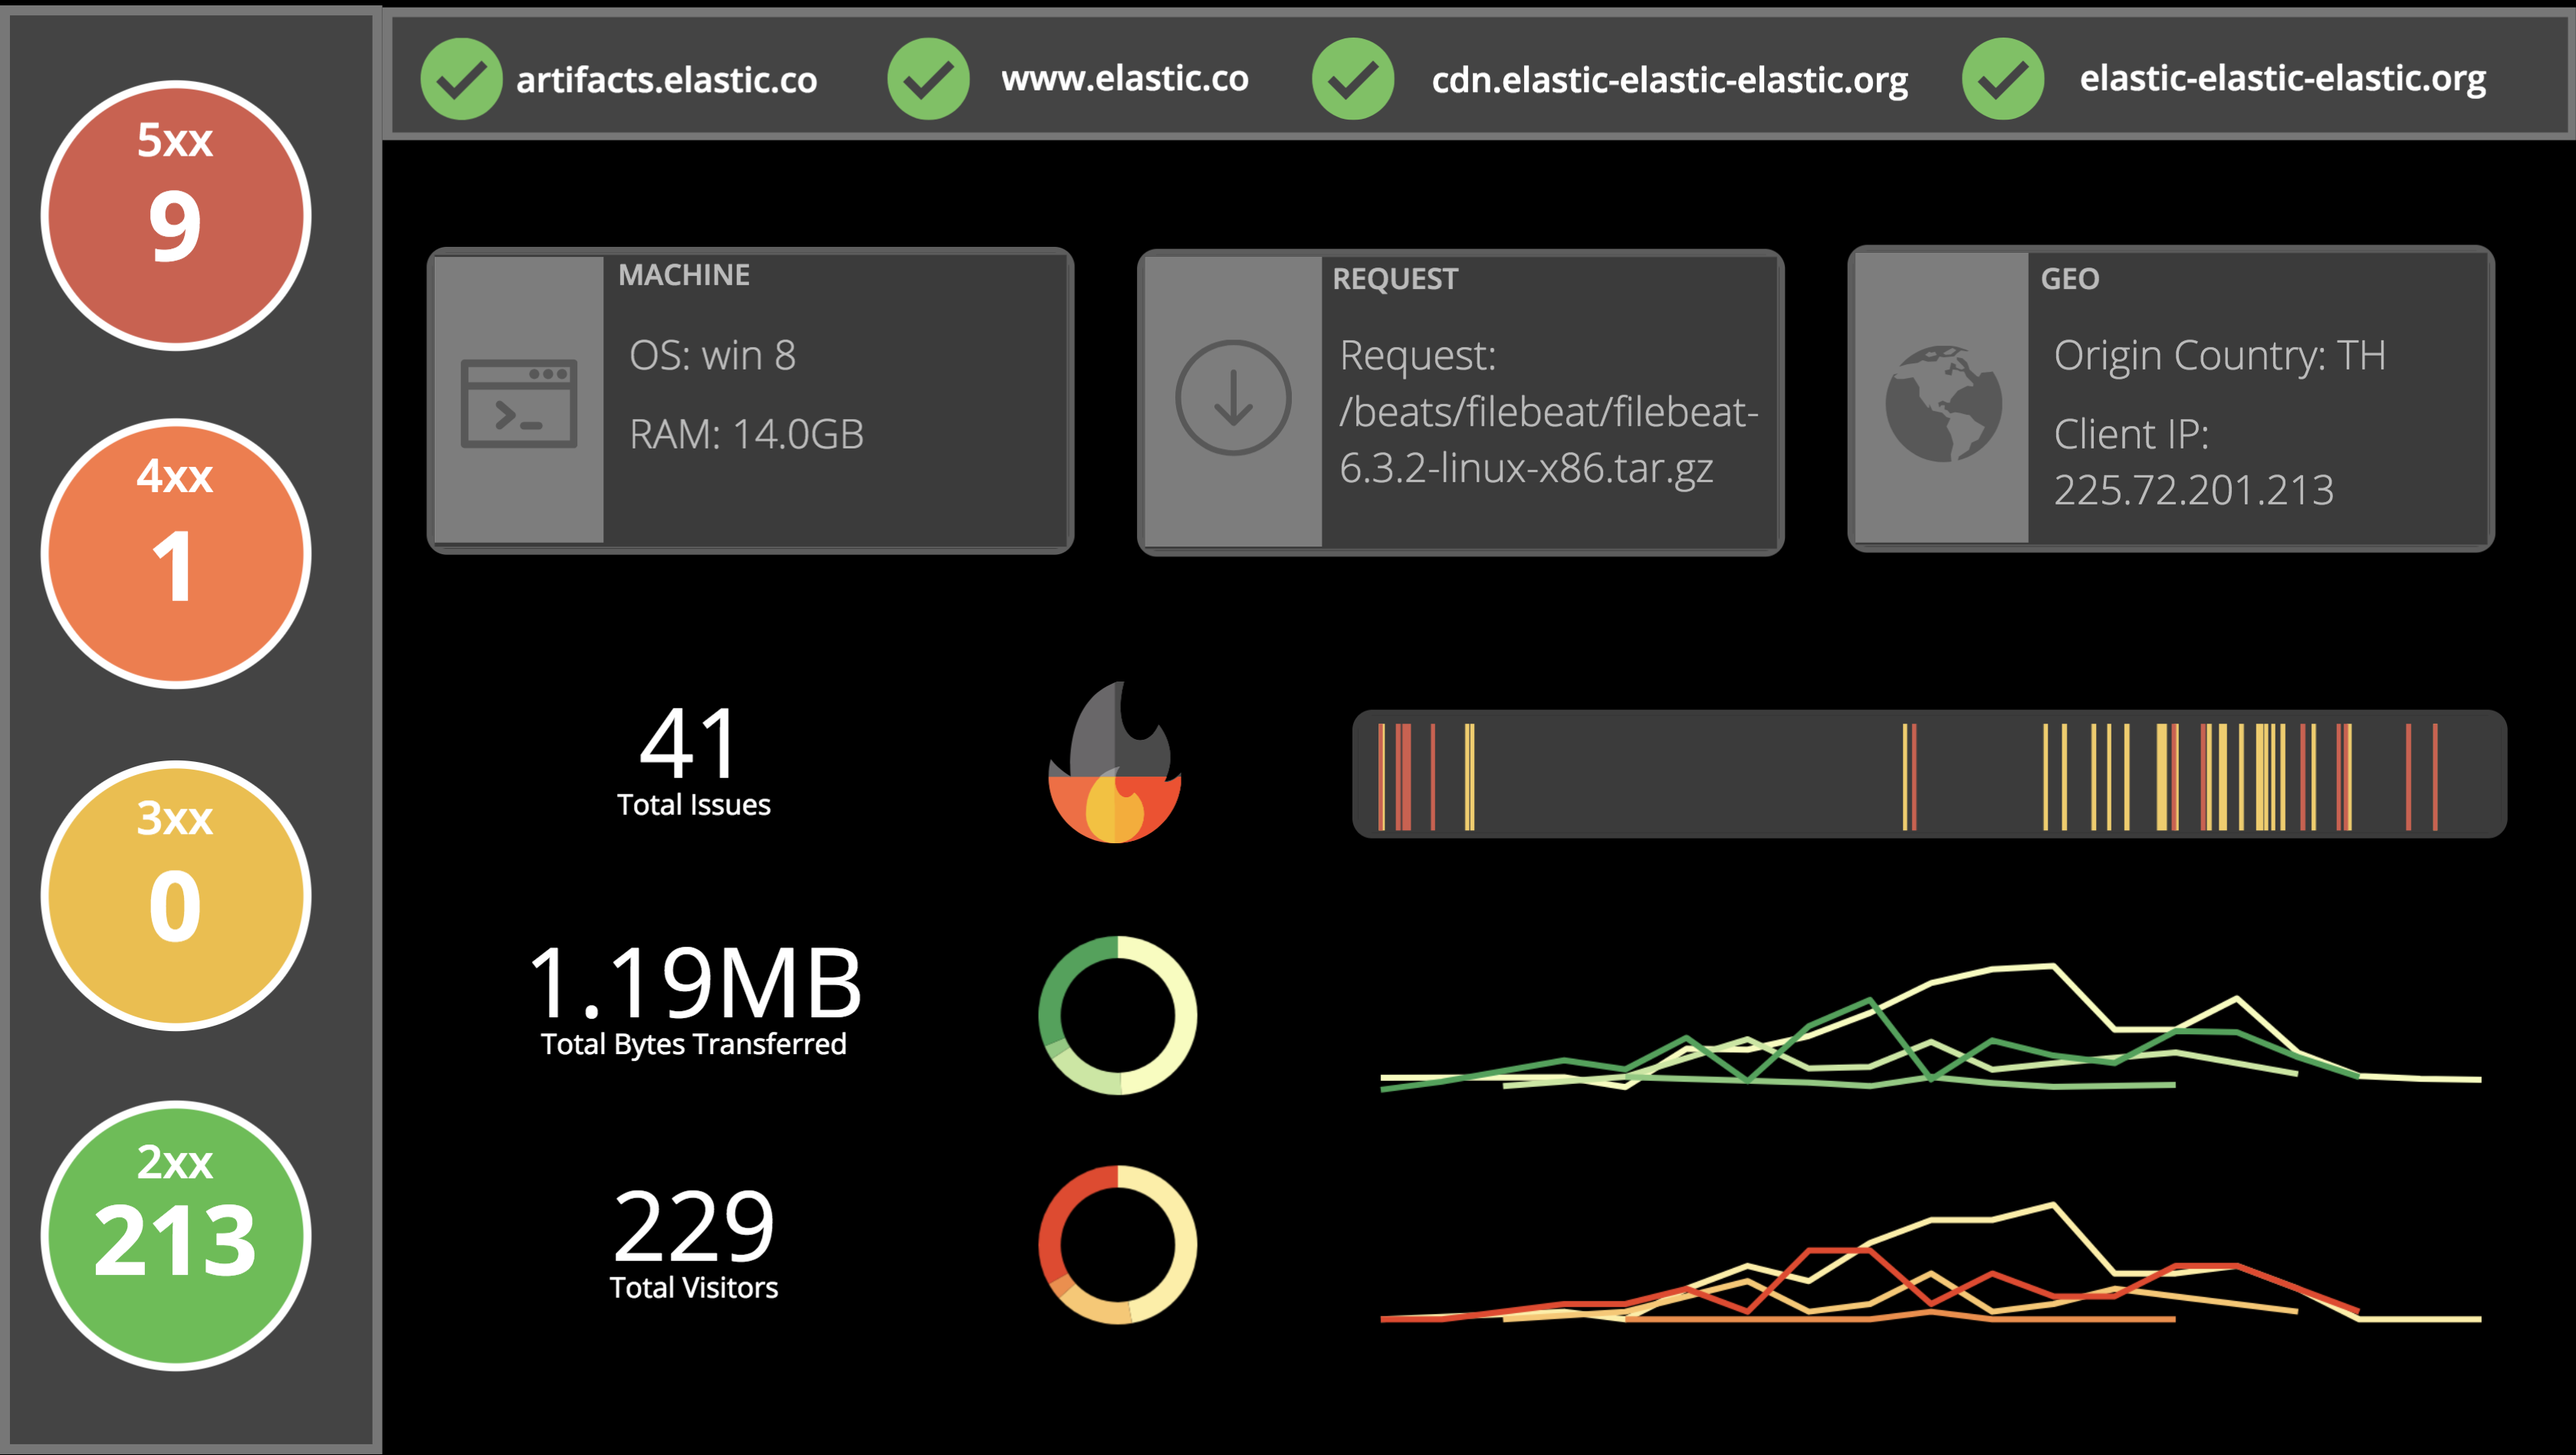 artifacts.elastic.co
www.elastic.co
cdn.elastic-elastic-elastic.org
elastic-elastic-elastic.org
5xx
9
4xx
1
3xx
0
2xx
213
MACHINE
OS: win 8
RAM: 14.0GB
REQUEST
Request:
/beats/filebeat/filebeat-
6.3.2-linux-x86.tar.gz
GEO
Origin Country: TH
Client IP:
225.72.201.213
41
Total Issues
1.19MB
Total Bytes Transferred
229
Total Visitors